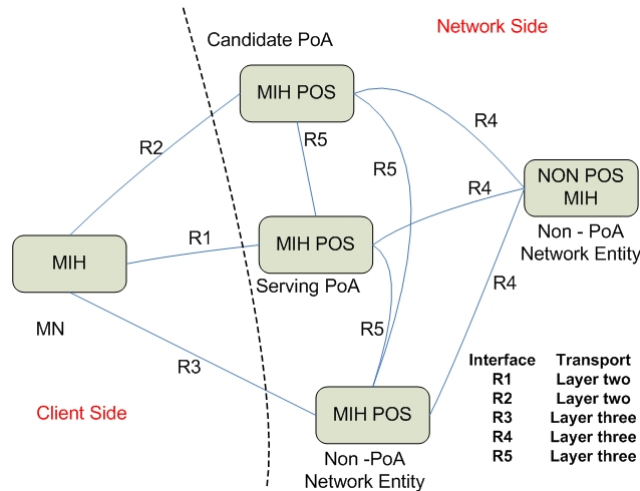 Candidate PoA
Network Side
MIH POS
R2
R5
R4
R5
NON POS
MIH
R4
R1
MIH POS
Non - PoA
Network Entity
MIH
Serving PoA
R4
MN
R5
R3
Interface Transport
R1 Layer two
R2 Layer two
R3 Layer three
R4 Layer three
R5 Layer three
Client Side
MIH POS
Non -PoA
Network Entity